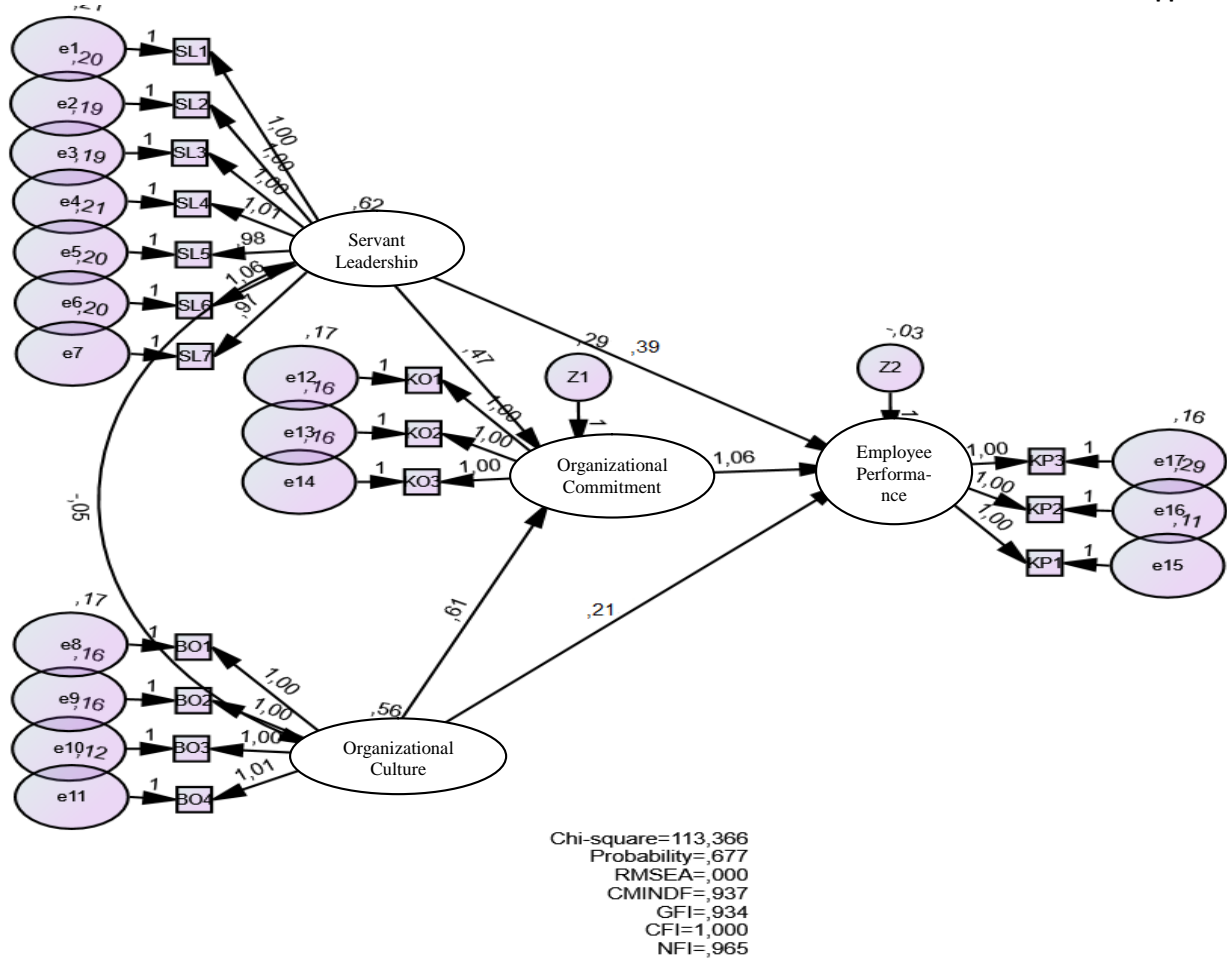 ,21
e1
1
SL1
,20
e2
1
SL2
,19
e3
1
SL3
,19
e4
1
SL4
,21
e5
1
SL5
,20
e6
1
SL6
,20
e7
1
SL7
1,00
1,00
1,00
1,01
,98
1,06
,97
,62
Servant
Leadership
,47
,29
,39
-,05
,17
e12
1
KO1
,16
e13
1
KO2
,16
e14
1
KO3
1,00
1,00
1,00
Z1
1
Organizational
Commitment
1,06
-,03
Z2
1
Employee
Performa-
nce
1,00
KP3
1
,16
e17
1,00
KP2
1
,29
e16
1,00
KP1
1
,11
e15
,61
,21
,17
e8
1
BO1
,16
e9
1
BO2
,16
e10
1
BO3
,12
e11
1
BO4
1,00
1,00
1,00
1,01
,56
Organizational
Culture
Chi-square=113,366
Probability=,677
RMSEA=,000
CMINDF=,937
GFI=,934
CFI=1,000
NFI=,965